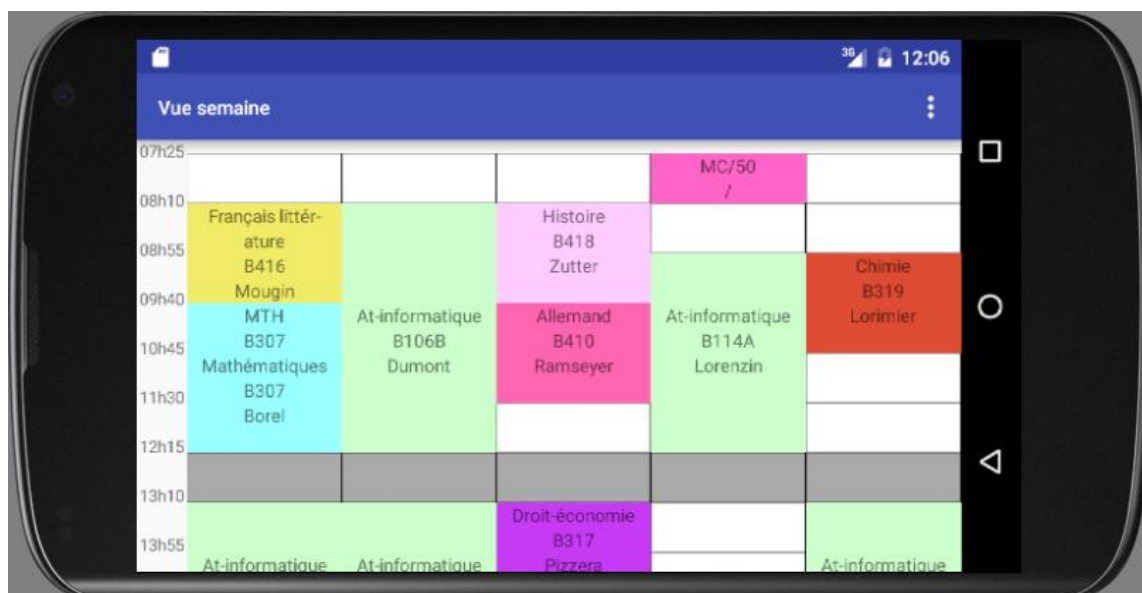 3G 12:06
Vue semaine
07h25
MC/50
/
08h10
Français littér-
ature
B416
Mougin
Histoire
B418
Zutter
08h55
Chimie
B319
Lorimier
09h40
MTH
B307
Mathématiques
B307
Borel
At-informatique
B106B
Dumont
Allemand
B410
Ramseyer
At-informatique
B114A
Lorenzin
10h45
11h30
12h15
13h10
Droit-économie
B317
Pizzera
13h55
At-informatique
At-informatique
At-informatique